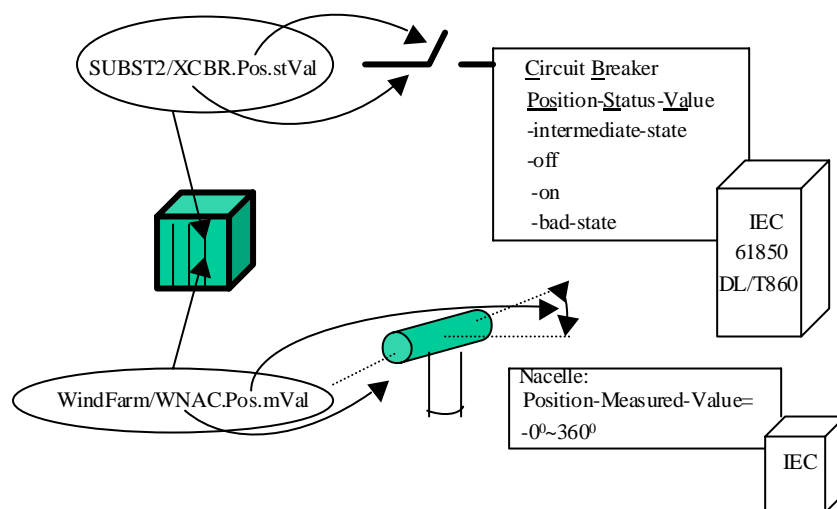 SUBST2/XCBR.Pos.stVal
Circuit Breaker
Position-Status-Value
-intermediate-state
-off
-on
-bad-state
IEC
61850
DL/T860
WindFarm/WNAC.Pos.mVal
Nacelle:
Position-Measured-Value=
-0⁰~360⁰
IEC